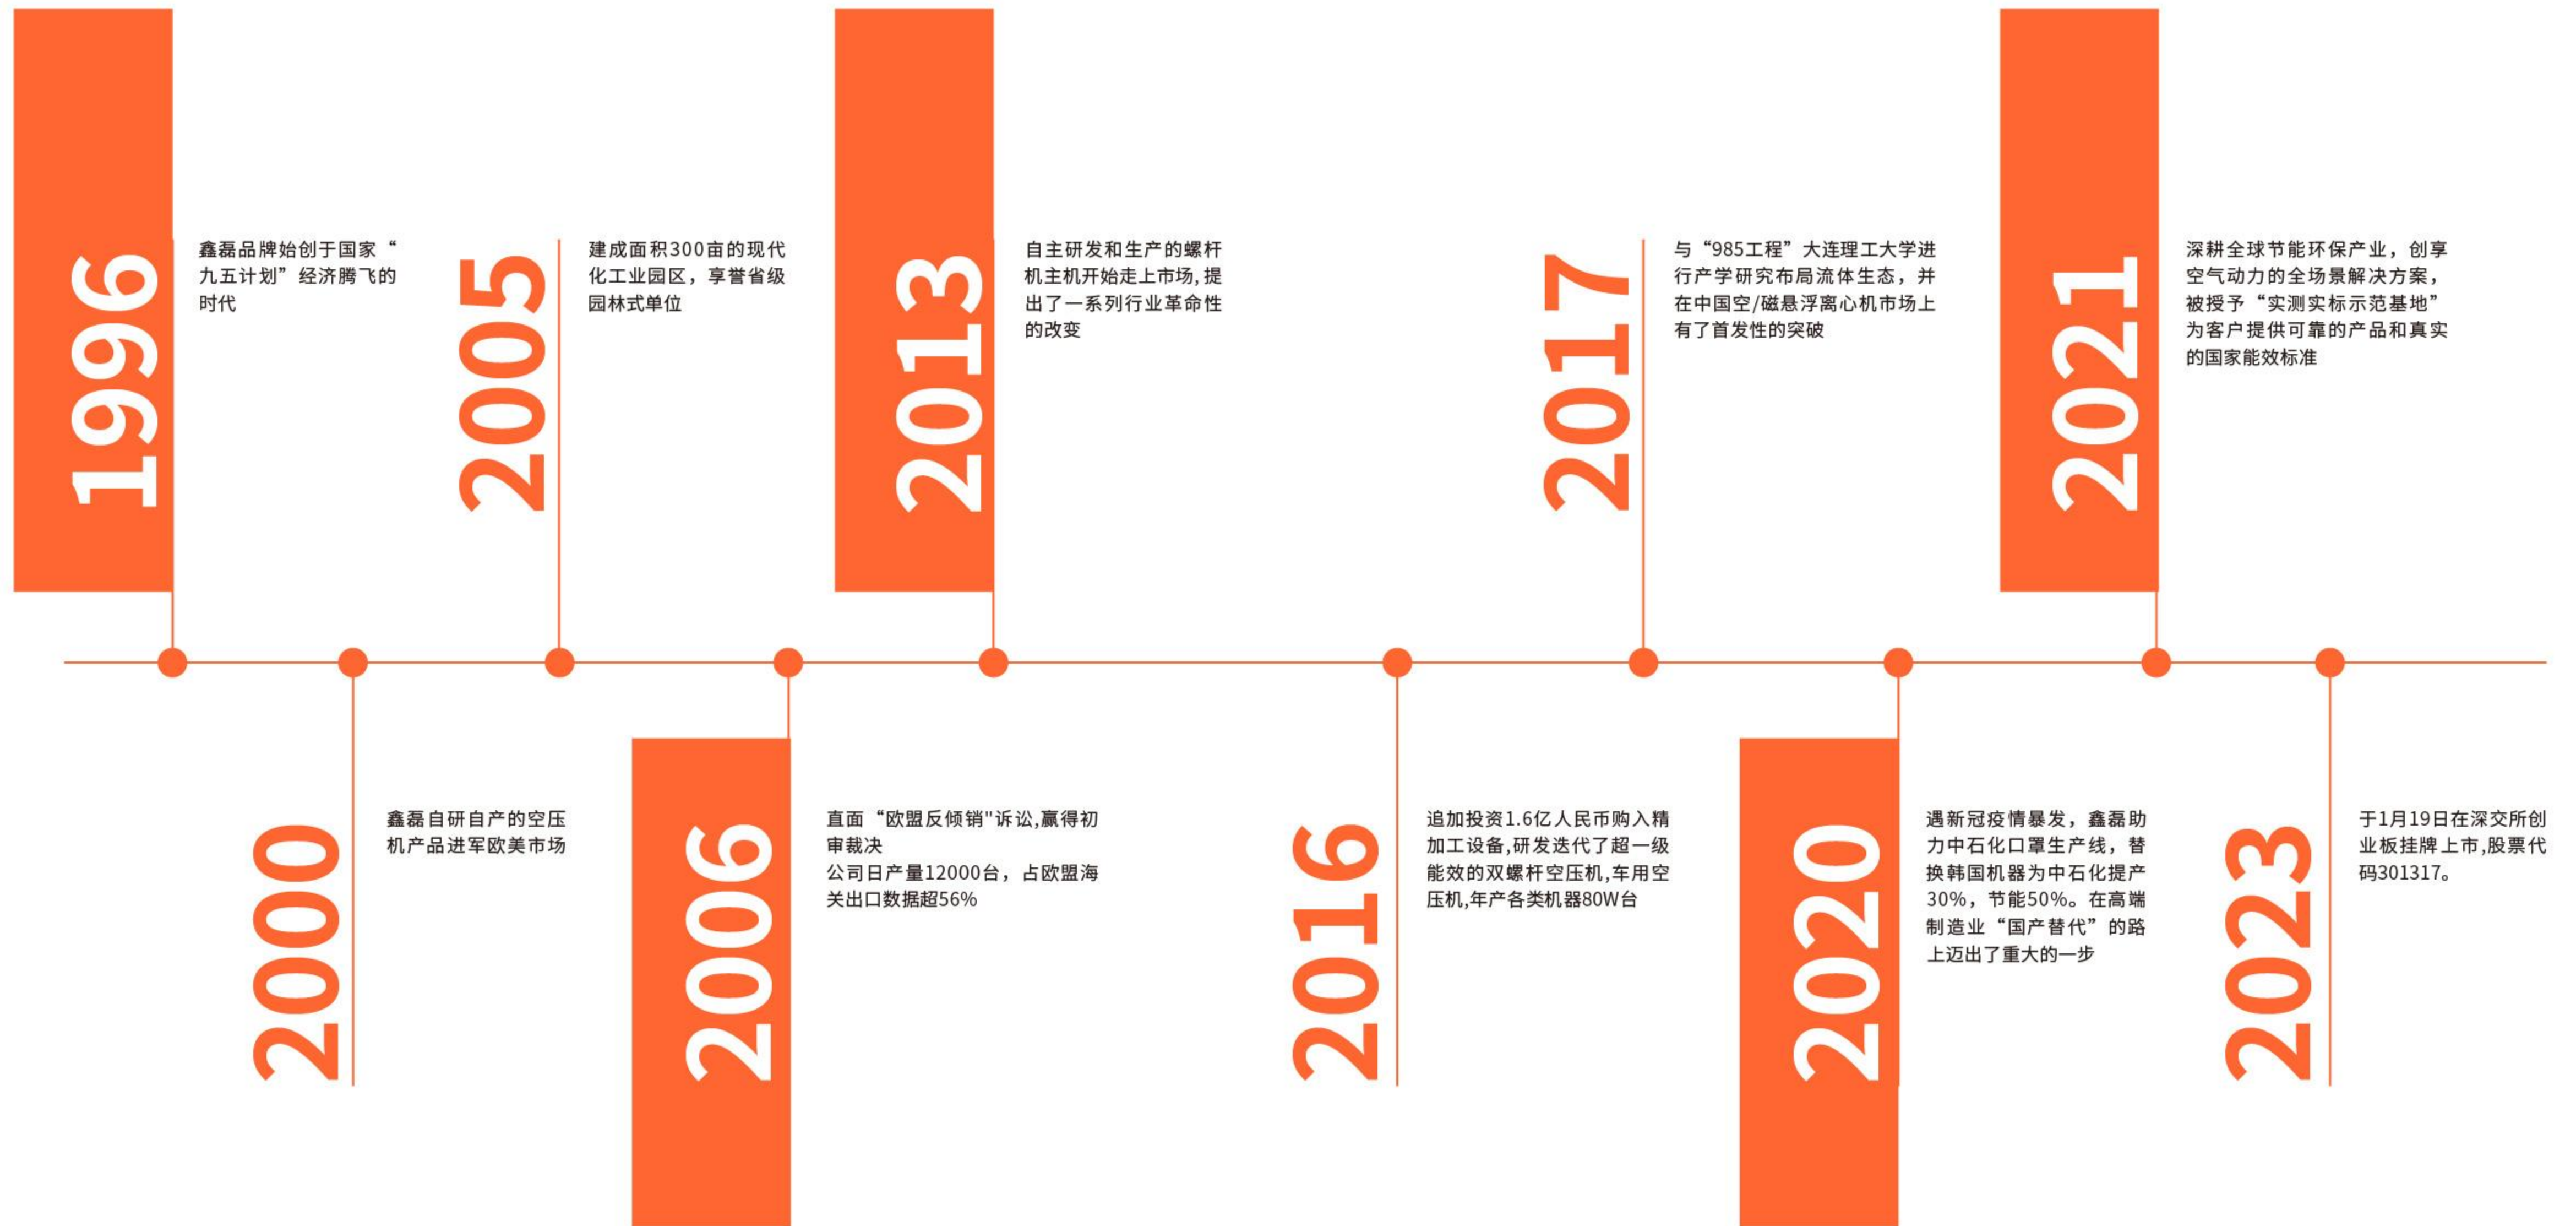 1996
鑫磊品牌始创于国家“
九五计划”经济腾飞的
时代
2000
鑫磊自研自产的空压
机产品进军欧美市场
2005
建成面积300亩的现代
化工业园区，享誉省级
园林式单位
2006
直面“欧盟反倾销"诉讼,赢得初
审裁决
公司日产量12000台，占欧盟海
关出口数据超56%
2013
自主研发和生产的螺杆
机主机开始走上市场,提
出了一系列行业革命性
的改变
2016
追加投资1.6亿人民币购入精
加工设备,研发迭代了超一级
能效的双螺杆空压机,车用空
压机,年产各类机器80W台
2017
与“985工程”大连理工大学进
行产学研究布局流体生态，并
在中国空/磁悬浮离心机市场上
有了首发性的突破
2020
遇新冠疫情暴发，鑫磊助
力中石化口罩生产线，替
换韩国机器为中石化提产
30%，节能50%。在高端
制造业“国产替代”的路
上迈出了重大的一步
2021
深耕全球节能环保产业，创享
空气动力的全场景解决方案，
被授予“实测实标示范基地”
为客户提供可靠的产品和真实
的国家能效标准
2023
于1月19日在深交所创
业板挂牌上市,股票代
码301317。